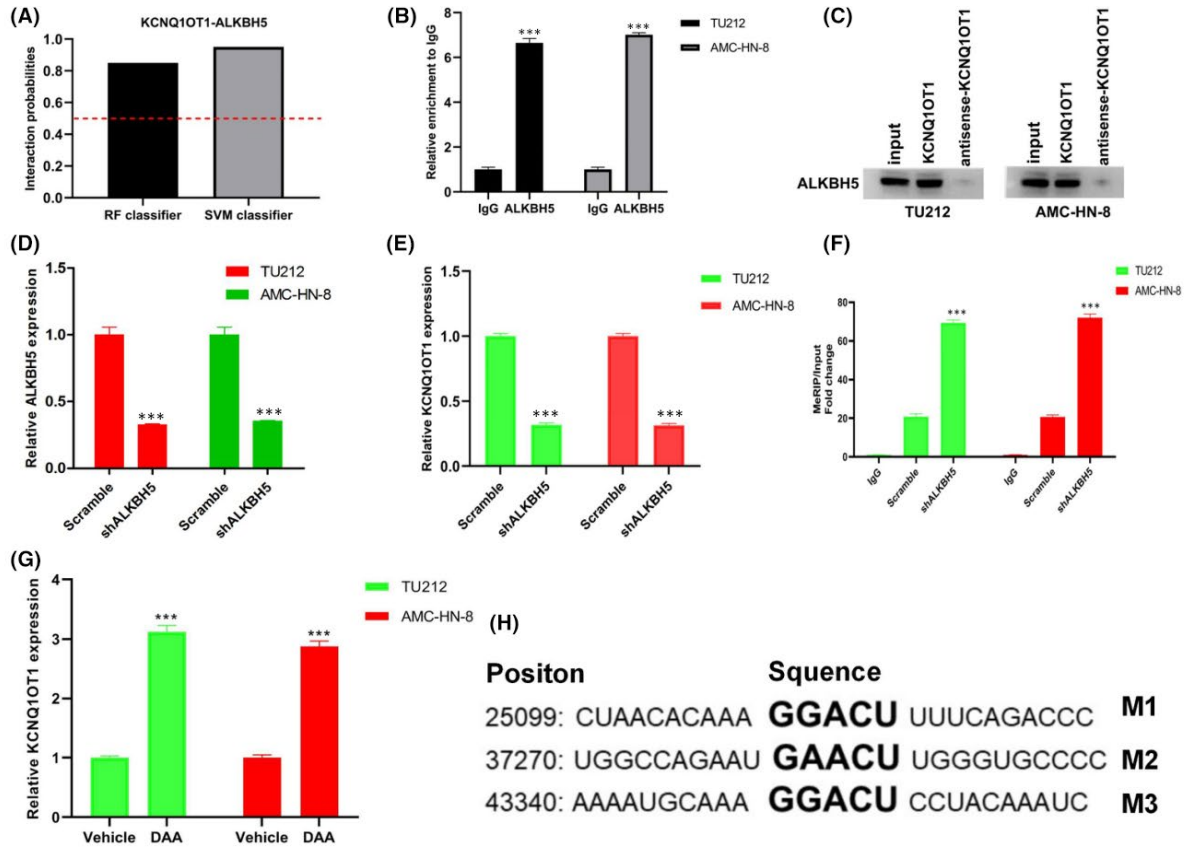 (A)
KCNQ1OT1-ALKBH5
Interaction probabilities
1.0
0.8
0.6
0.4
0.2
0.0
RF classifier SVM classifier
(B)
Relative enrichment to IgG
8
6
4
2
0
*** ***
IgG ALKBH5 IgG ALKBH5
TU212
AMC-HN-8
(C)
input KCNQ1OT1 antisense-KCNQ1OT1 input KCNQ1OT1 antisense-KCNQ1OT1
ALKBH5
TU212 AMC-HN-8
(D)
Relative ALKBH5 expression
1.5
1.0
0.5
0.0
*** ***
Scramble shALKBH5 Scramble shALKBH5
TU212
AMC-HN-8
(E)
Relative KCNQ1OT1 expression
1.5
1.0
0.5
0.0
*** ***
Scramble shALKBH5 Scramble shALKBH5
TU212
AMC-HN-8
(F)
TU212
AMC-HN-8
MeRIP/Input
Fold change
80
60
40
20
0
*** ***
IgG Scramble shALKBH5 IgG Scramble shALKBH5
(G)
Relative KCNQ1OT1 expression
4
3
2
1
0
*** ***
Vehicle DAA Vehicle DAA
TU212
AMC-HN-8
(H)
Positon Squence
25099: CUAACACAAA GGACU UUUCAGACCC M1
37270: UGGCCAGAAU GAACU UGGGUGCCCC M2
43340: AAAAUGCAAA GGACU CCUACAAAUC M3